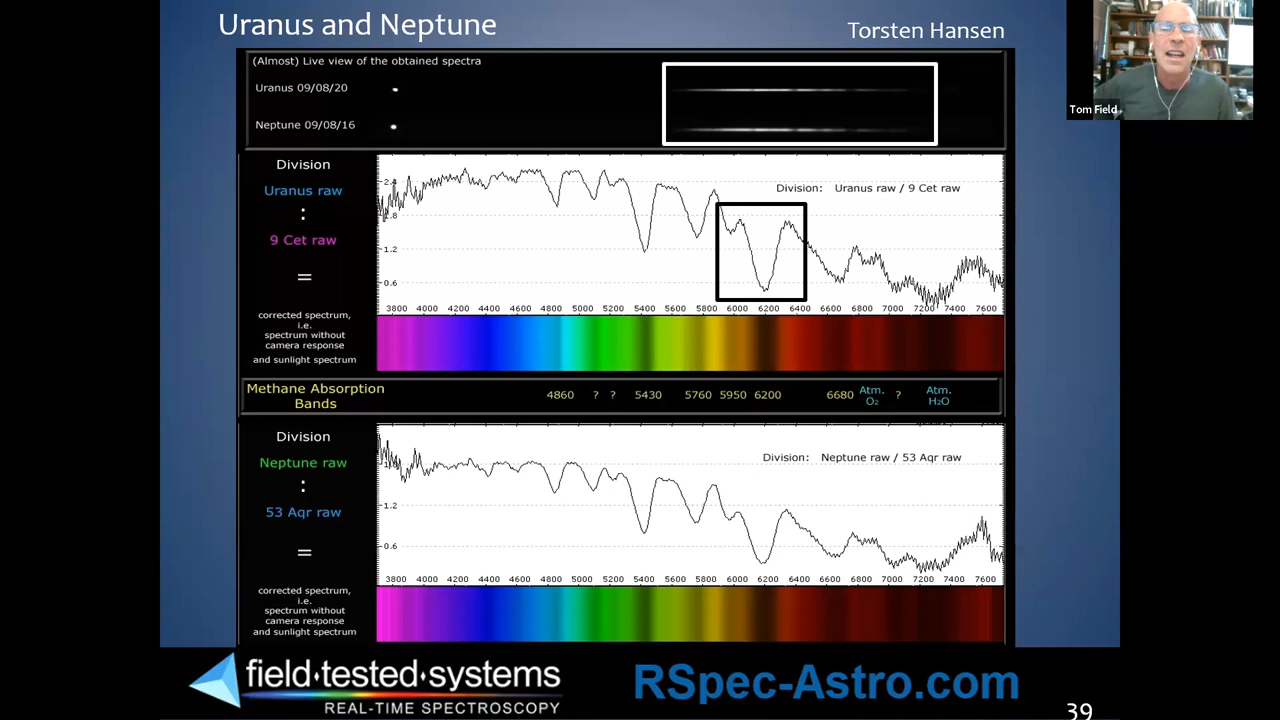 Uranus and Neptune
Torsten Hansen
Tom Field
(Almost) Live view of the obtained spectra
Uranus 09/08/20
Neptune 09/08/16
Division
Uranus raw
:
9 Cet raw
=
corrected spectrum,
i.e.
spectrum without
camera response
and sunlight spectrum
Division: Uranus raw / 9 Cet raw
2.4
1.8
1.2
0.6
3800 4000 4200 4400 4600 4800 5000 5200 5400 5600 5800 6000 6200 6400 6600 6800 7000 7200 7400 7600
Methane Absorption
Bands
4860 ? ? 5430 5760 5950 6200 6680 Atm. O₂ ? Atm. H₂O
Division
Neptune raw
:
53 Aqr raw
=
corrected spectrum,
i.e.
spectrum without
camera response
and sunlight spectrum
Division: Neptune raw / 53 Aqr raw
1.2
0.6
3800 4000 4200 4400 4600 4800 5000 5200 5400 5600 5800 6000 6200 6400 6600 6800 7000 7200 7400 7600
field·tested·systems
REAL-TIME SPECTROSCOPY
RSpec-Astro.com
39